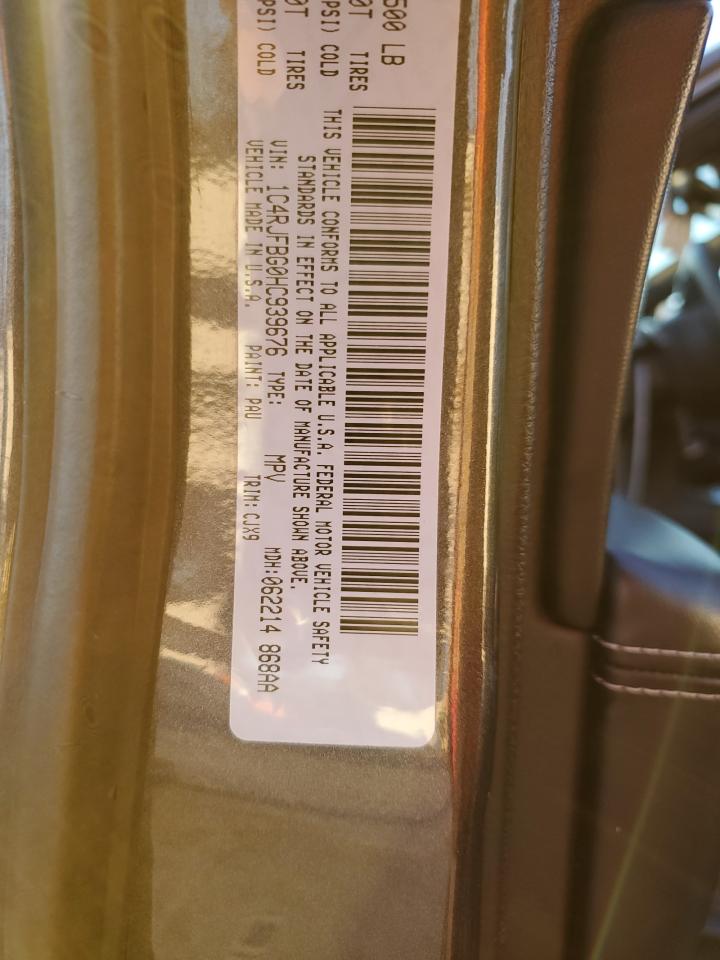 500 LB
0T TIRES
PSI) COLD
0T TIRES
PSI) COLD
THIS VEHICLE CONFORMS TO ALL APPLICABLE U.S.A. FEDERAL MOTOR VEHICLE SAFETY
STANDARDS IN EFFECT ON THE DATE OF MANUFACTURE SHOWN ABOVE.
VIN: 1C4RJFBG0HC939676 TYPE: MPV MDH:062214 868AA
VEHICLE MADE IN U.S.A. PAINT: PAU TRIM: CJX9